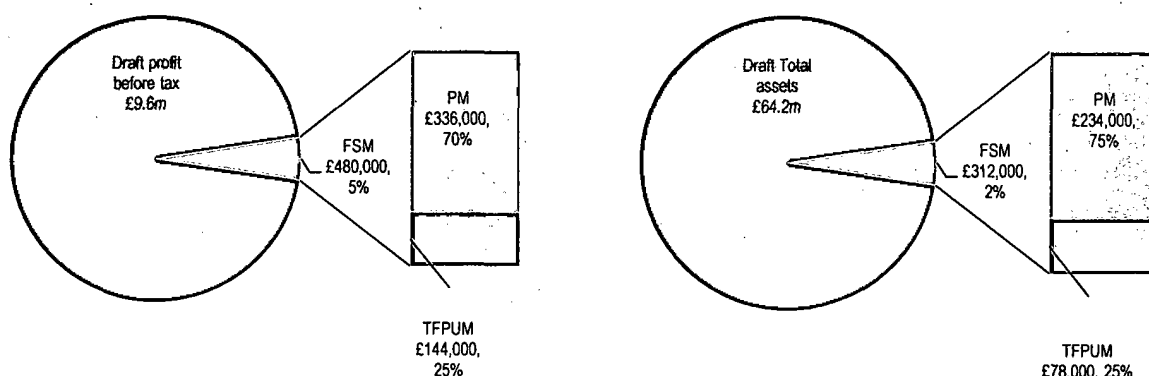 Draft profit
before tax
£9.6m
FSM
£480,000,
5%
PM
£336,000,
70%
TFPUM
£144,000,
25%
Draft Total
assets
£64.2m
FSM
£312,000,
2%
PM
£234,000,
75%
TFPUM
£78,000, 25%